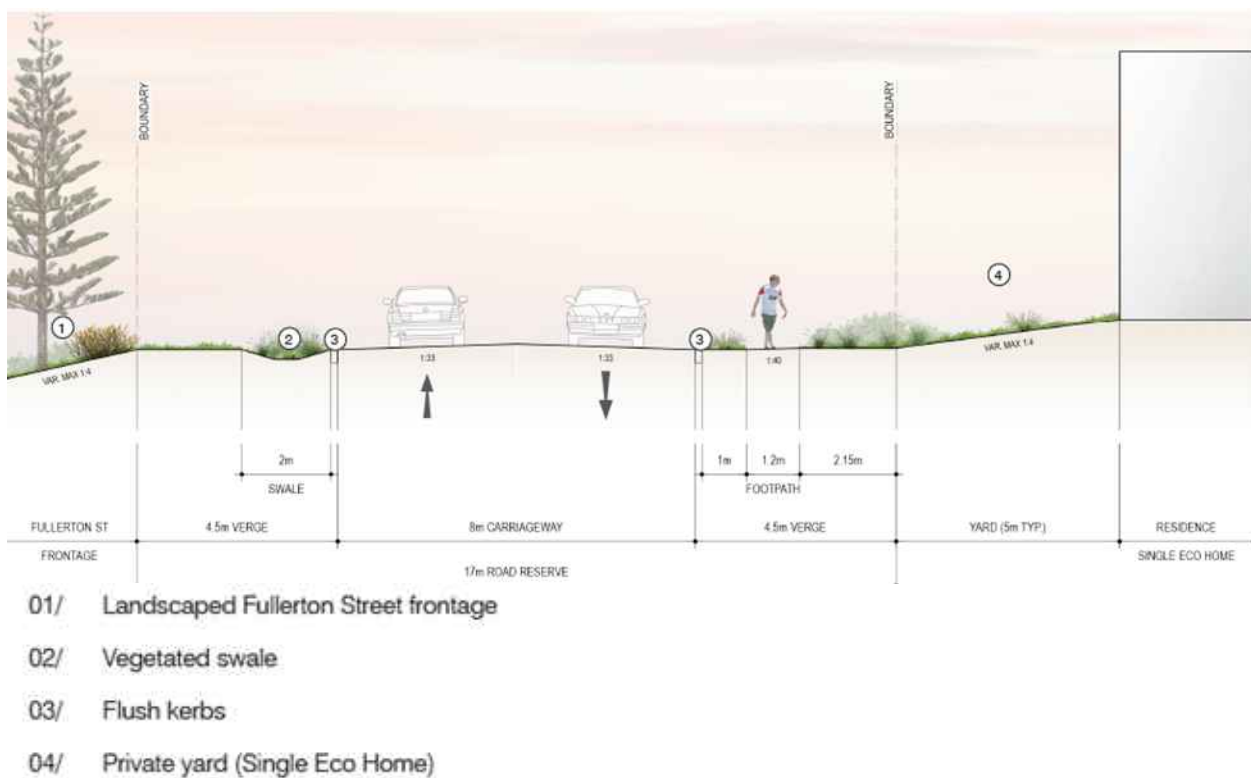 BOUNDARY
BOUNDARY
1
2
3
3
4
VAR. MAX 1:4
1:33
1:33
1:40
VAR. MAX 1:4
2m
1m
1.2m
2.15m
SWALE
FOOTPATH
FULLERTON ST
4.5m VERGE
8m CARRIAGEWAY
4.5m VERGE
YARD (5m TYP.)
RESIDENCE
FRONTAGE
17m ROAD RESERVE
SINGLE ECO HOME
01/ Landscaped Fullerton Street frontage
02/ Vegetated swale
03/ Flush kerbs
04/ Private yard (Single Eco Home)